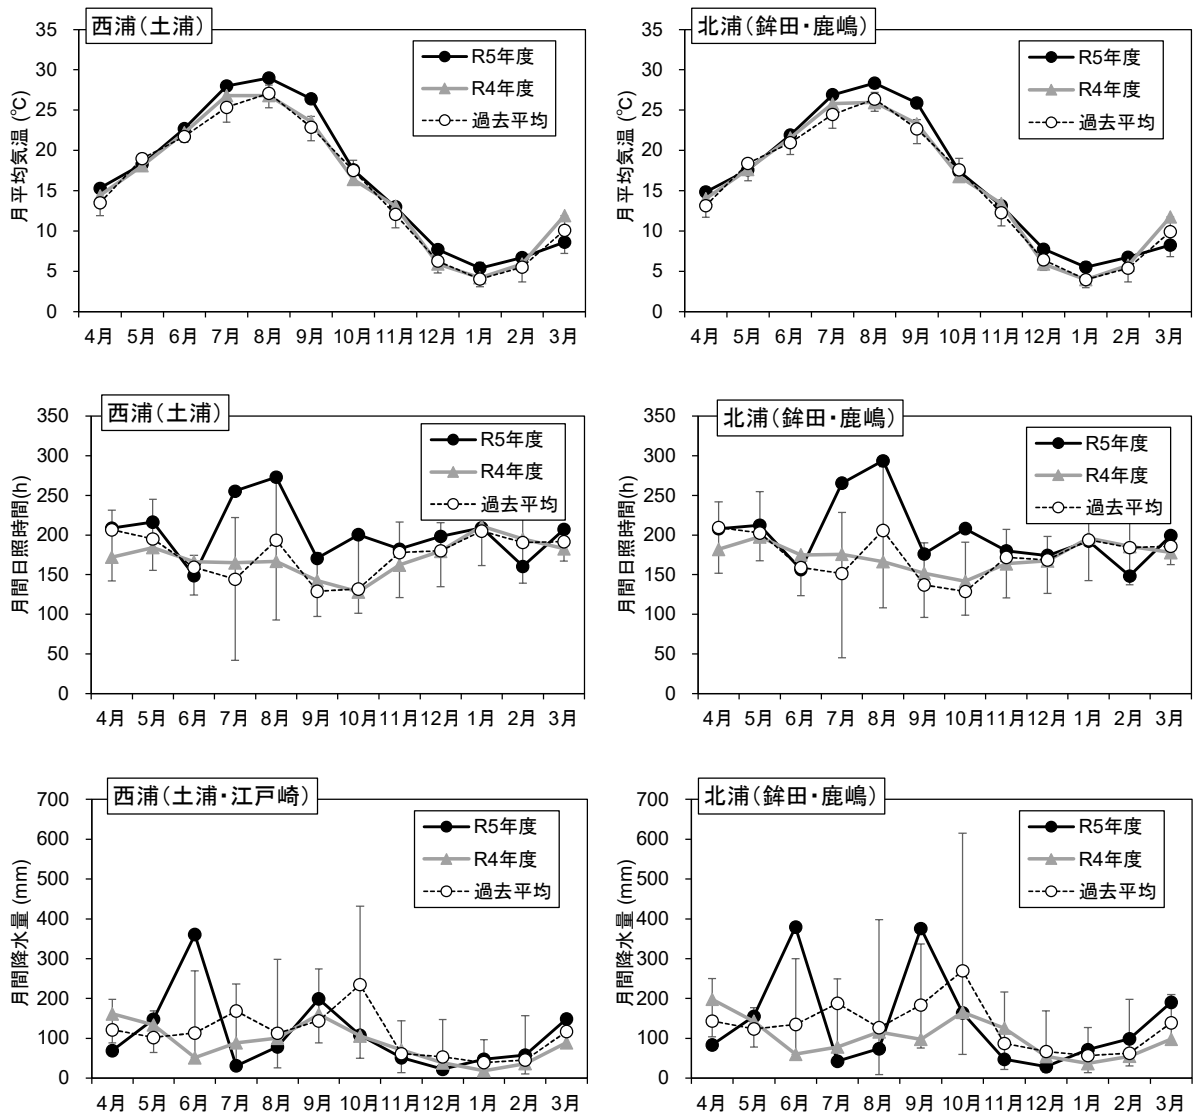 西浦（土浦）
月平均気温 (℃)
35
30
25
20
15
10
5
0
R5年度
R4年度
過去平均
4月 5月 6月 7月 8月 9月 10月 11月 12月 1月 2月 3月
北浦（鉾田・鹿嶋）
月平均気温 (℃)
35
30
25
20
15
10
5
0
R5年度
R4年度
過去平均
4月 5月 6月 7月 8月 9月 10月 11月 12月 1月 2月 3月
西浦（土浦）
月間日照時間(h)
350
300
250
200
150
100
50
0
R5年度
R4年度
過去平均
4月 5月 6月 7月 8月 9月 10月 11月 12月 1月 2月 3月
北浦（鉾田・鹿嶋）
月間日照時間(h)
350
300
250
200
150
100
50
0
R5年度
R4年度
過去平均
4月 5月 6月 7月 8月 9月 10月 11月 12月 1月 2月 3月
西浦（土浦・江戸崎）
月間降水量 (mm)
700
600
500
400
300
200
100
0
R5年度
R4年度
過去平均
4月 5月 6月 7月 8月 9月 10月 11月 12月 1月 2月 3月
北浦（鉾田・鹿嶋）
月間降水量 (mm)
700
600
500
400
300
200
100
0
R5年度
R4年度
過去平均
4月 5月 6月 7月 8月 9月 10月 11月 12月 1月 2月 3月